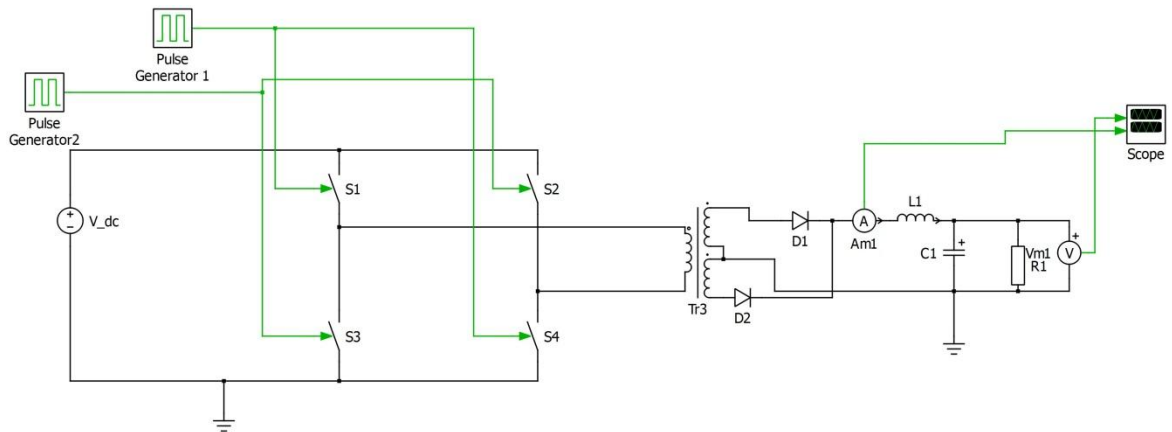 Pulse
Generator 1
Pulse
Generator2
V_dc
S1
S2
S3
S4
Tr3
D1
D2
A
Am1
L1
C1
Vm1
R1
V
Scope